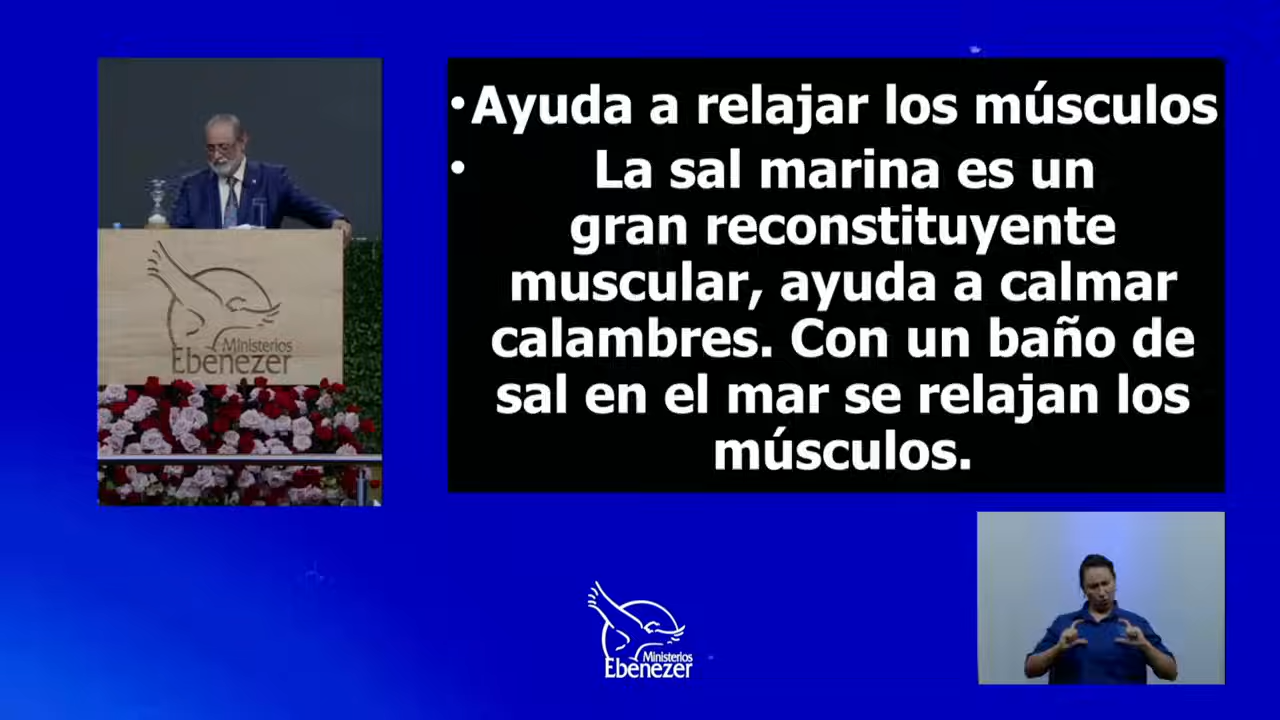 •Ayuda a relajar los músculos
• La sal marina es un
gran reconstituyente
muscular, ayuda a calmar
calambres. Con un baño de
sal en el mar se relajan los
músculos.
Ministerios
Ebenezer
Ministerios
Ebenezer